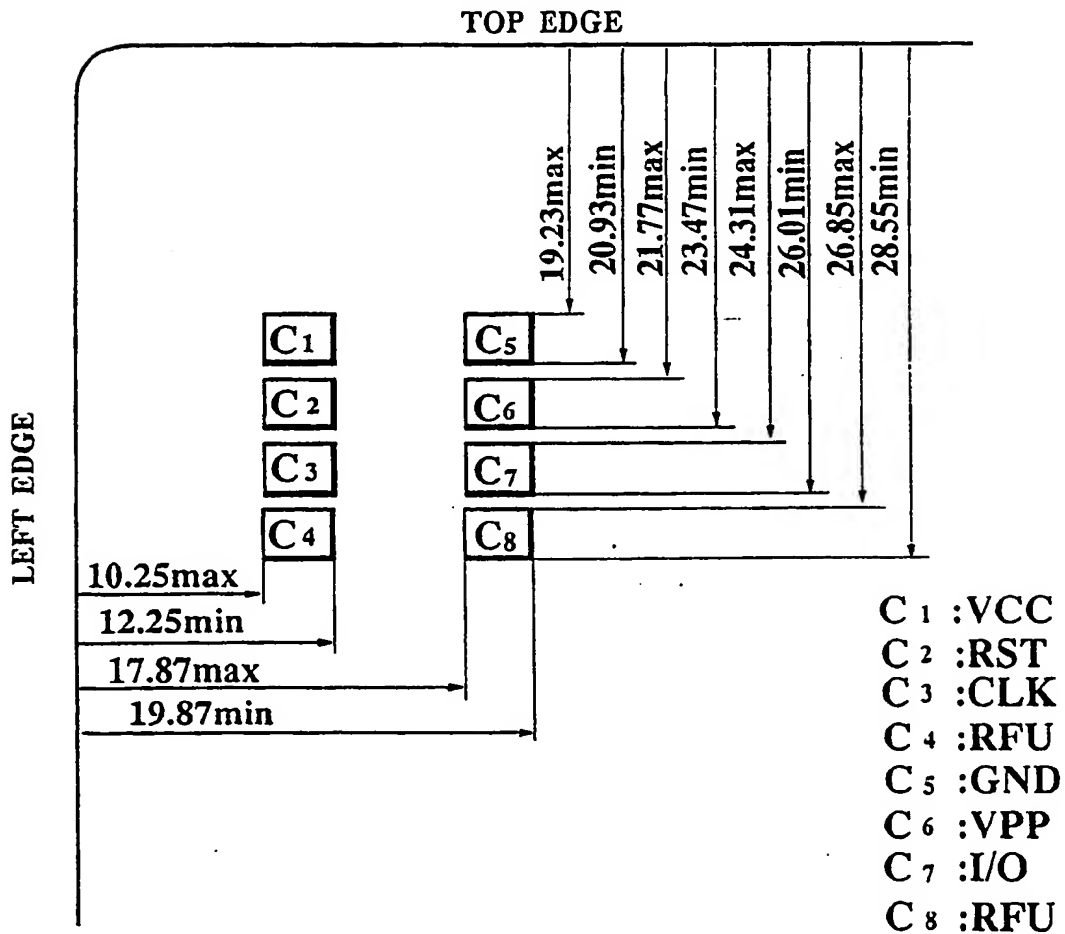 TOP EDGE
19.23max
20.93min
21.77max
23.47min
24.31max
26.01min
26.85max
28.55min
LEFT EDGE
C1 C5
C2 C6
C3 C7
C4 C8
10.25max
12.25min
17.87max
19.87min
C1 :VCC
C2 :RST
C3 :CLK
C4 :RFU
C5 :GND
C6 :VPP
C7 :I/O
C8 :RFU